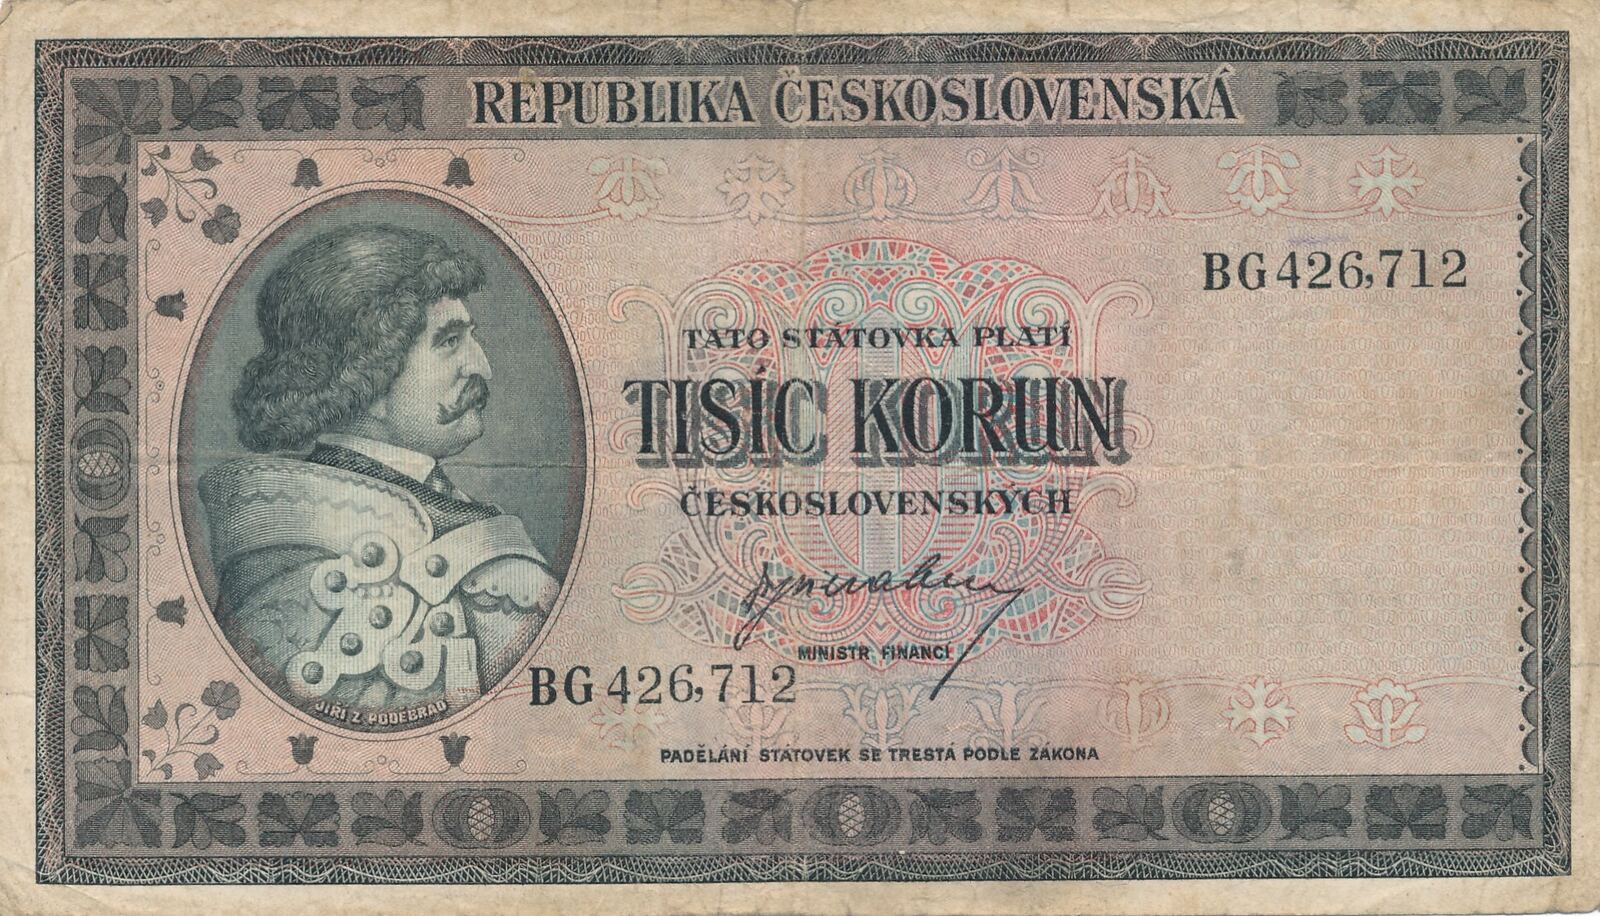 REPUBLIKA ČESKOSLOVENSKÁ
BG 426,712
TATO STÁTOVKA PLATÍ
TISÍC KORUN
ČESKOSLOVENSKÝCH
MINISTR FINANCÍ
BG 426,712
JIŘÍ Z PODĚBRAD
PADĚLÁNÍ STÁTOVEK SE TRESTÁ PODLE ZÁKONA